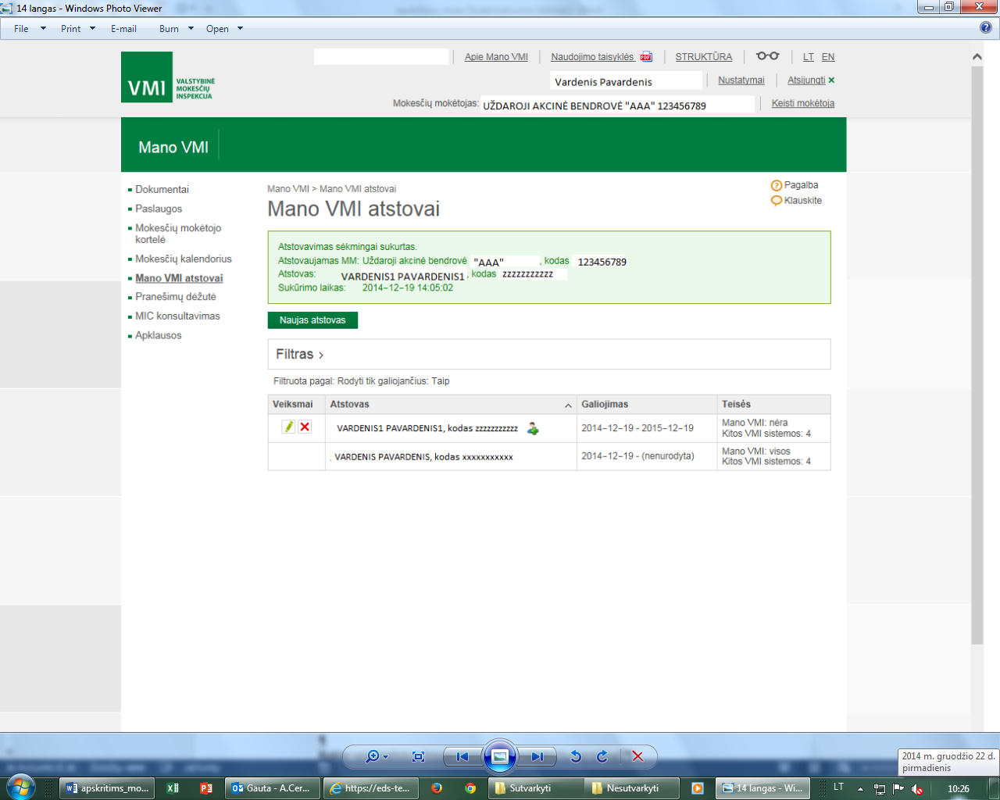 14 langas - Windows Photo Viewer
File Print E-mail Burn Open
Apie Mano VMI Naudojimo taisyklės PDF STRUKTŪRA LT EN
VMI VALSTYBINĖ MOKESČIŲ INSPEKCIJA
Vardenis Pavardenis Nustatymai Atsijungti ×
Mokesčių mokėtojas: UŽDAROJI AKCINĖ BENDROVĖ "AAA" 123456789 Keisti mokėtoja
Mano VMI
Dokumentai
Paslaugos
Mokesčių mokėtojo
kortelė
Mokesčių kalendorius
Mano VMI atstovai
Pranešimų dėžutė
MIC konsultavimas
Apklausos
Mano VMI > Mano VMI atstovai
Mano VMI atstovai
Pagalba
Klauskite
Atstovavimas sėkmingai sukurtas.
Atstovaujamas MM: Uždaroji akcinė bendrovė "AAA" , kodas 123456789
Atstovas: VARDENIS1 PAVARDENIS1 , kodas zzzzzzzzzzz
Sukūrimo laikas: 2014-12-19 14:05:02
Naujas atstovas
Filtras >
Filtruota pagal: Rodyti tik galiojančius: Taip
Veiksmai Atstovas Galiojimas Teisės
VARDENIS1 PAVARDENIS1, kodas zzzzzzzzzzz 2014-12-19 - 2015-12-19 Mano VMI: nėra
Kitos VMI sistemos: 4
VARDENIS PAVARDENIS, kodas xxxxxxxxxxx 2014-12-19 - (nenurodyta) Mano VMI: visos
Kitos VMI sistemos: 4
2014 m. gruodžio 22 d.
pirmadienis
apskritims_mo... Gauta - A.Cer... https://eds-te... Sutvarkyti Nesutvarkyti 14 langas - Wi... LT 10:26